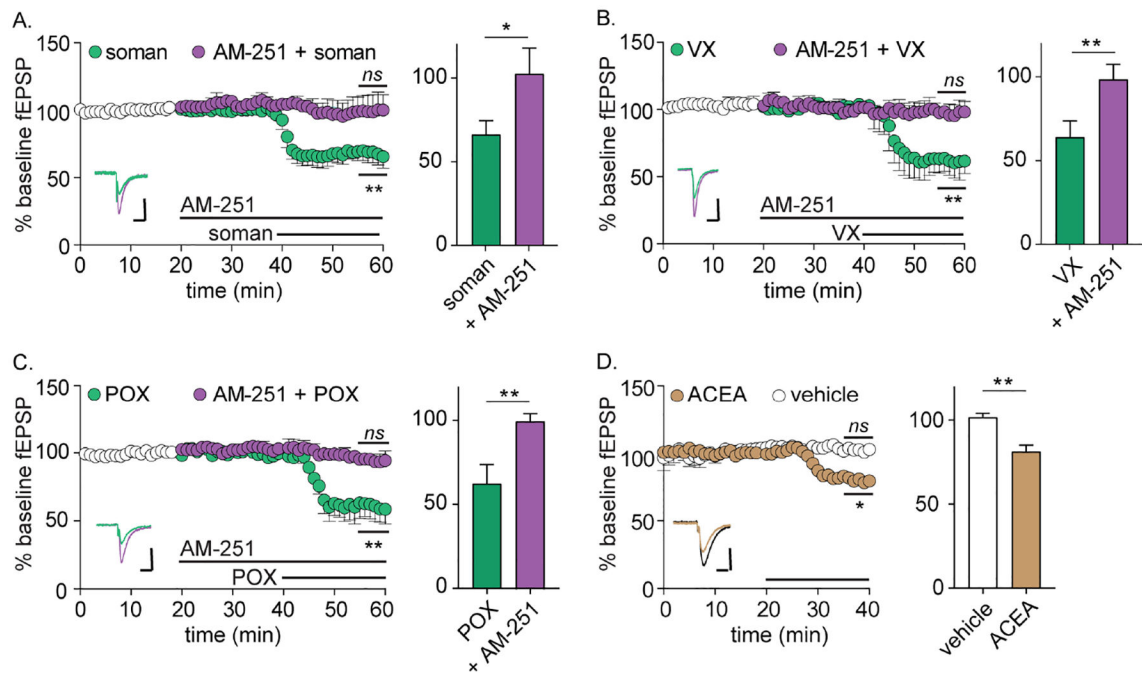 A.
% baseline fEPSP
150
100
50
0
soman
AM-251 + soman
ns
**
AM-251
soman
0 10 20 30 40 50 60
time (min)
*
100
50
0
soman
+ AM-251
B.
% baseline fEPSP
150
100
50
0
VX
AM-251 + VX
ns
**
AM-251
VX
0 10 20 30 40 50 60
time (min)
**
100
50
0
VX
+ AM-251
C.
% baseline fEPSP
150
100
50
0
POX
AM-251 + POX
ns
**
AM-251
POX
0 10 20 30 40 50 60
time (min)
**
100
50
0
POX
+ AM-251
D.
% baseline fEPSP
150
100
50
0
ACEA
vehicle
ns
*
0 10 20 30 40
time (min)
**
100
50
0
vehicle
ACEA